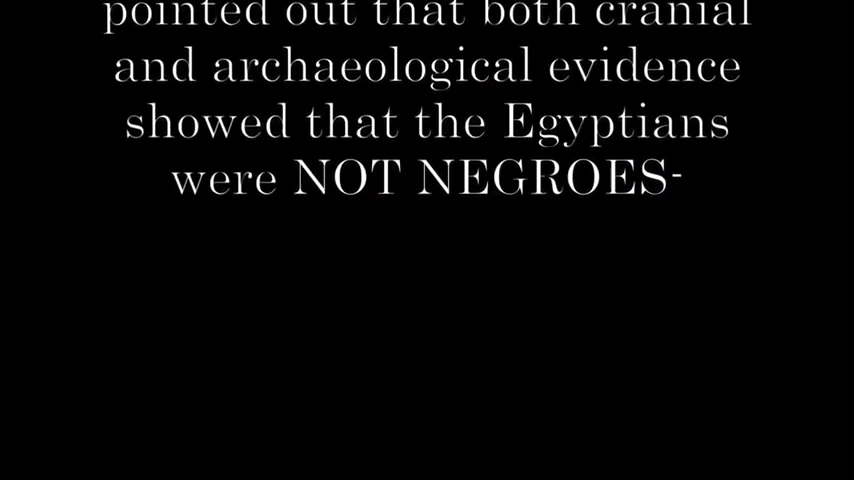 pointed out that both cranial
and archaeological evidence
showed that the Egyptians
were NOT NEGROES-